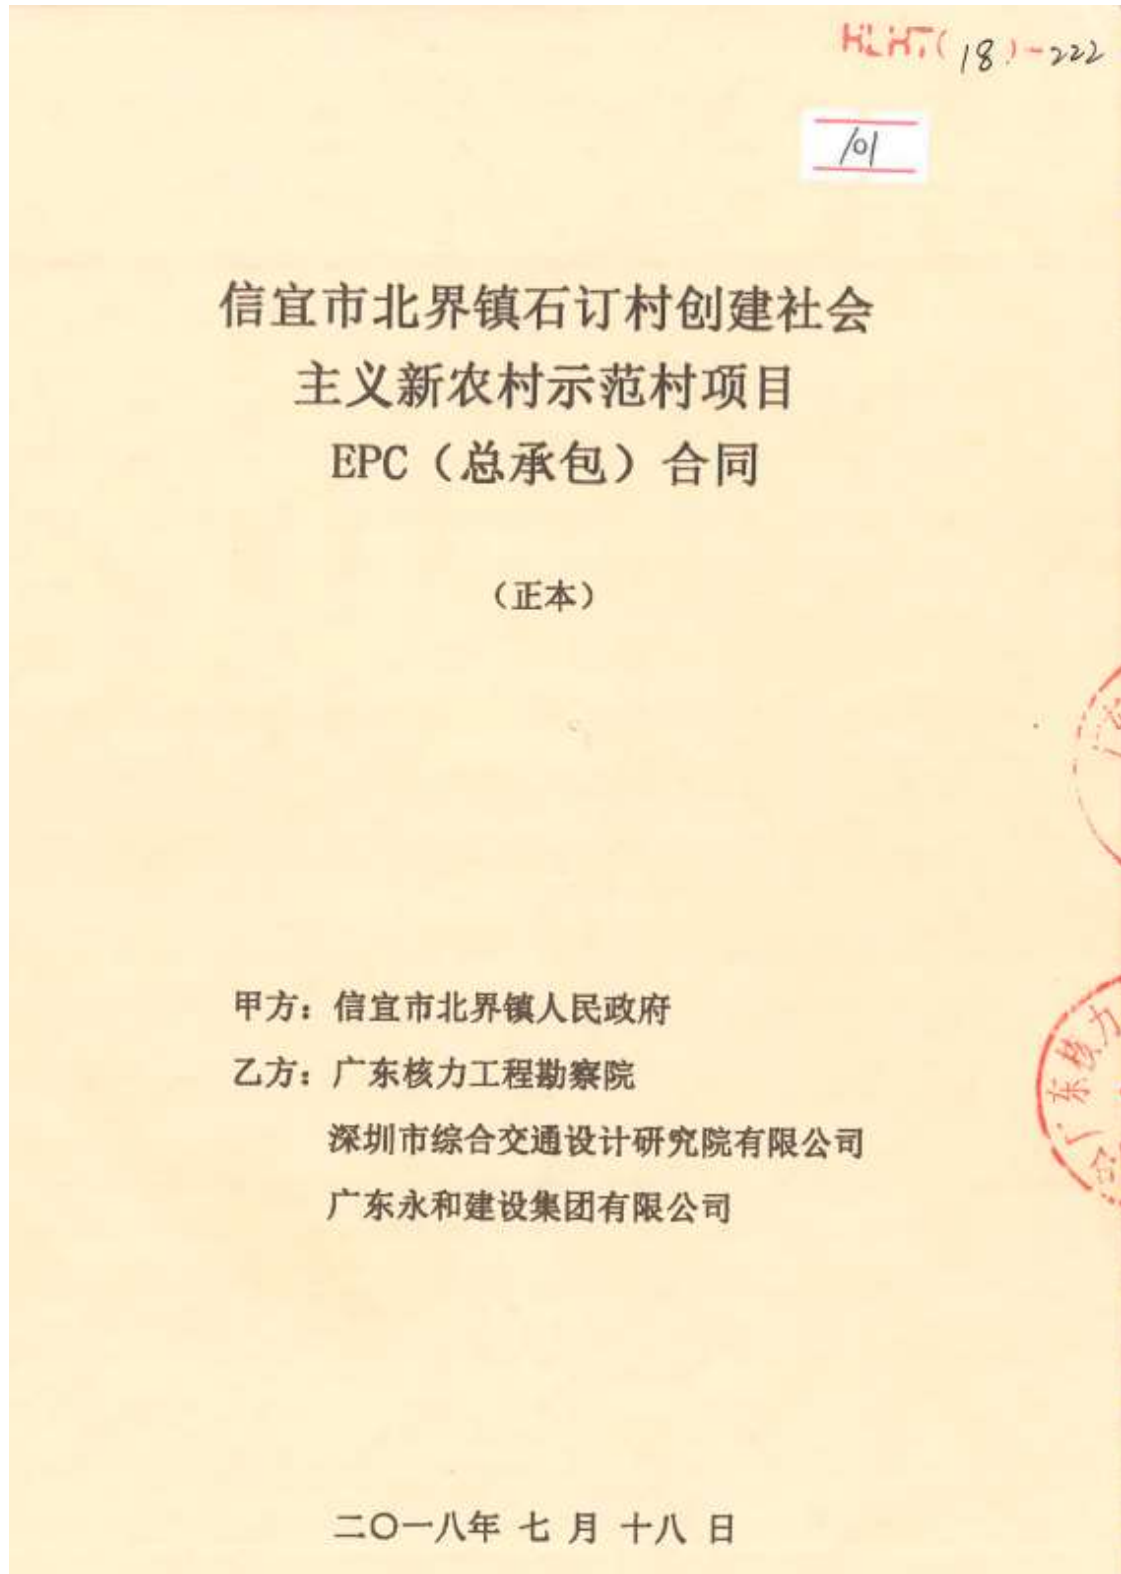 HLHT(18)-222
101
信宜市北界镇石订村创建社会
主义新农村示范村项目
EPC（总承包）合同
（正本）
甲方：信宜市北界镇人民政府
乙方：广东核力工程勘察院
深圳市综合交通设计研究院有限公司
广东永和建设集团有限公司
广东核力
二〇一八年 七 月 十八 日